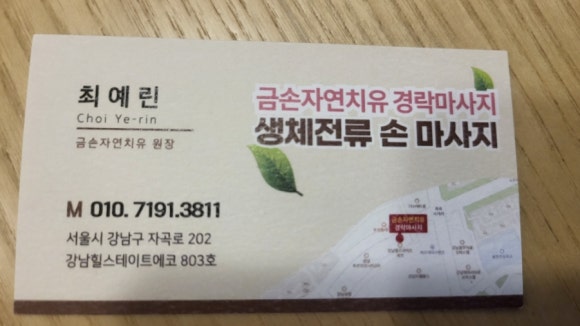 최예린
Choi Ye-rin
금손자연치유 원장
금손자연치유 경락마사지
생체전류 손 마사지
M 010. 7191.3811
서울시 강남구 자곡로 202
강남힐스테이트에코 803호
금손자연치유
경락마사지